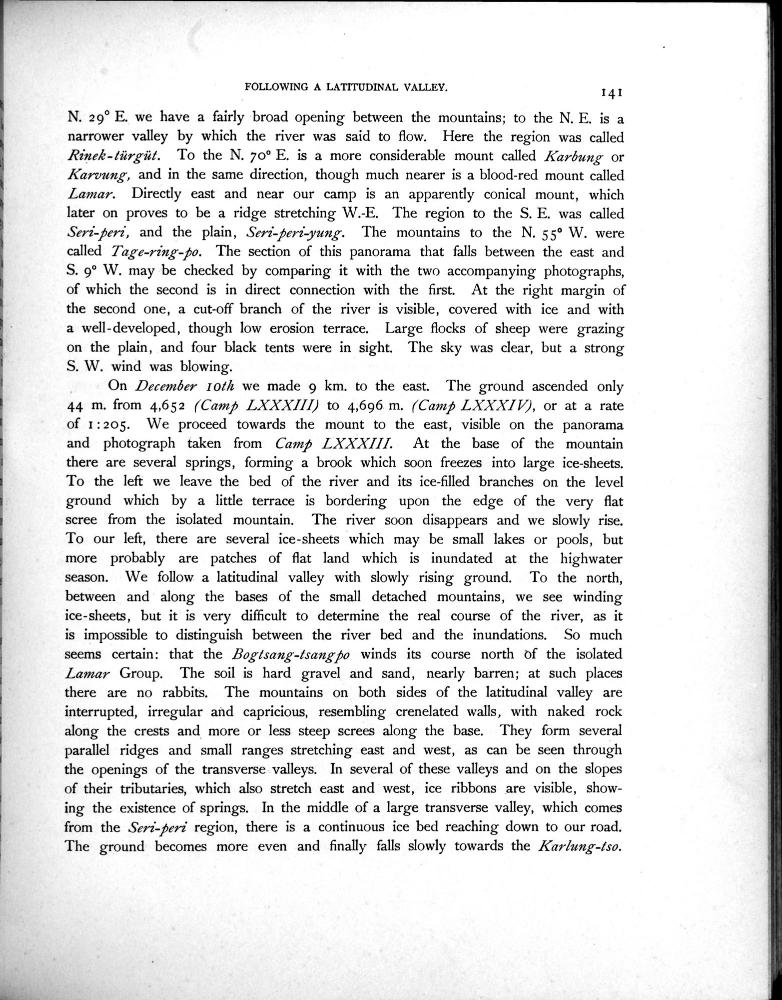 FOLLOWING A LATITUDINAL VALLEY.
141
N. 29° E. we have a fairly broad opening between the mountains; to the N. E. is a
narrower valley by which the river was said to flow. Here the region was called
Rinek-türgüt. To the N. 70° E. is a more considerable mount called Karbung or
Karvung, and in the same direction, though much nearer is a blood-red mount called
Lamar. Directly east and near our camp is an apparently conical mount, which
later on proves to be a ridge stretching W.-E. The region to the S. E. was called
Seri-peri, and the plain, Seri-peri-yung. The mountains to the N. 55° W. were
called Tage-ring-po. The section of this panorama that falls between the east and
S. 9° W. may be checked by comparing it with the two accompanying photographs,
of which the second is in direct connection with the first. At the right margin of
the second one, a cut-off branch of the river is visible, covered with ice and with
a well-developed, though low erosion terrace. Large flocks of sheep were grazing
on the plain, and four black tents were in sight. The sky was clear, but a strong
S. W. wind was blowing.
On December 10th we made 9 km. to the east. The ground ascended only
44 m. from 4,652 (Camp LXXXIII) to 4,696 m. (Camp LXXXIV), or at a rate
of 1:205. We proceed towards the mount to the east, visible on the panorama
and photograph taken from Camp LXXXIII. At the base of the mountain
there are several springs, forming a brook which soon freezes into large ice-sheets.
To the left we leave the bed of the river and its ice-filled branches on the level
ground which by a little terrace is bordering upon the edge of the very flat
scree from the isolated mountain. The river soon disappears and we slowly rise.
To our left, there are several ice-sheets which may be small lakes or pools, but
more probably are patches of flat land which is inundated at the highwater
season. We follow a latitudinal valley with slowly rising ground. To the north,
between and along the bases of the small detached mountains, we see winding
ice-sheets, but it is very difficult to determine the real course of the river, as it
is impossible to distinguish between the river bed and the inundations. So much
seems certain: that the Bogtsang-tsangpo winds its course north of the isolated
Lamar Group. The soil is hard gravel and sand, nearly barren; at such places
there are no rabbits. The mountains on both sides of the latitudinal valley are
interrupted, irregular and capricious, resembling crenelated walls, with naked rock
along the crests and more or less steep screes along the base. They form several
parallel ridges and small ranges stretching east and west, as can be seen through
the openings of the transverse valleys. In several of these valleys and on the slopes
of their tributaries, which also stretch east and west, ice ribbons are visible, show-
ing the existence of springs. In the middle of a large transverse valley, which comes
from the Seri-peri region, there is a continuous ice bed reaching down to our road.
The ground becomes more even and finally falls slowly towards the Karlung-tso.